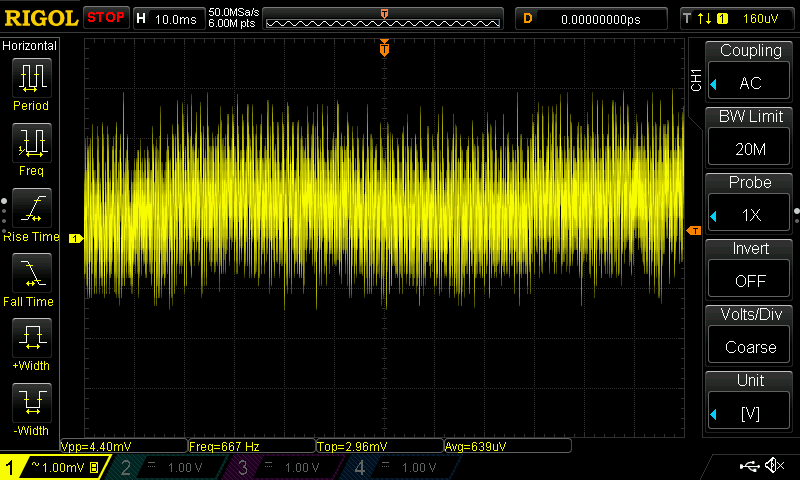 RIGOL STOP H 10.0ms 50.0MSa/s 6.00M pts T D 0.00000000ps T 1 160uV
Horizontal
Period
Freq
Rise Time
Fall Time
+Width
-Width
T
1
T
CH1
Coupling
AC
BW Limit
20M
Probe
1X
Invert
OFF
Volts/Div
Coarse
Unit
[V]
Vpp=4.40mV Freq=667 Hz Top=2.96mV Avg=639uV
1 ~ 1.00mV B 2 1.00 V 3 1.00 V 4 1.00 V